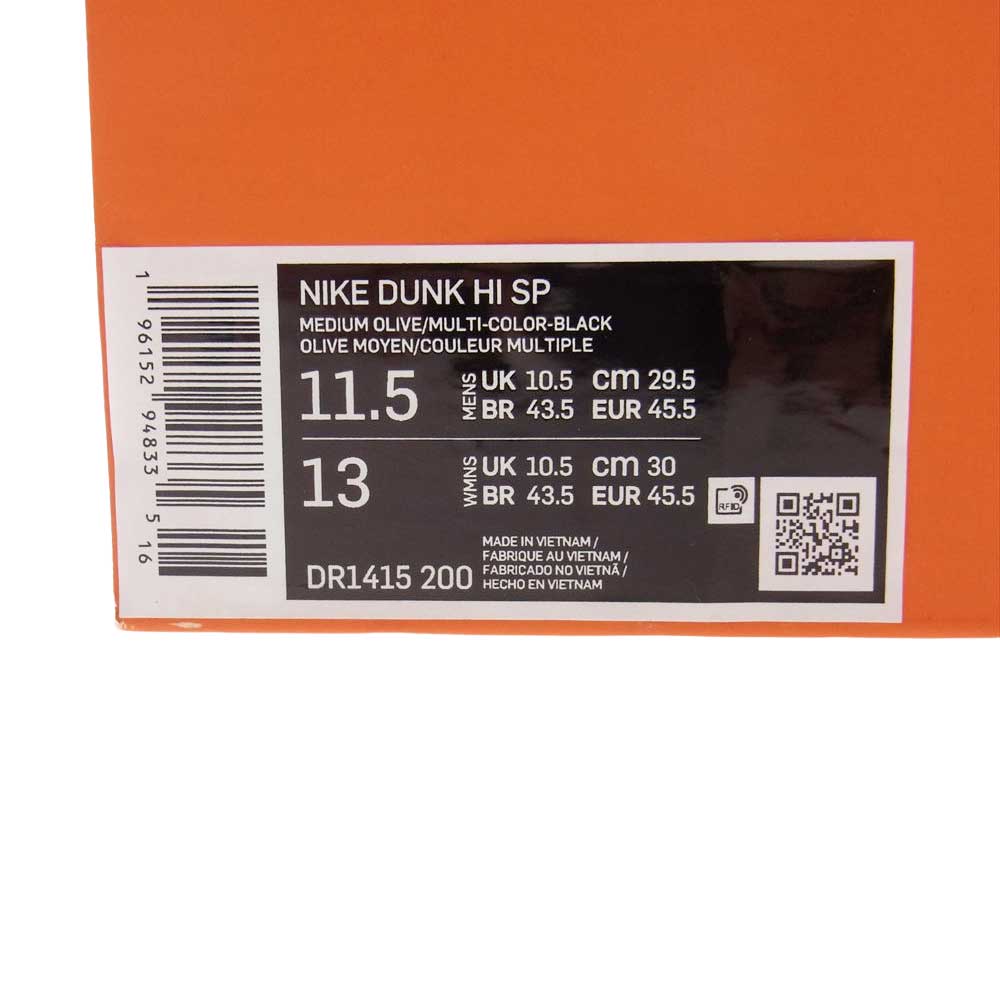 1 96152 94833 5 16
NIKE DUNK HI SP
MEDIUM OLIVE/MULTI-COLOR-BLACK
OLIVE MOYEN/COULEUR MULTIPLE
11.5 MENS UK 10.5 cm 29.5
BR 43.5 EUR 45.5
13 WMNS UK 10.5 cm 30
BR 43.5 EUR 45.5
RFID
DR1415 200
MADE IN VIETNAM /
FABRIQUE AU VIETNAM /
FABRICADO NO VIETNÃ /
HECHO EN VIETNAM